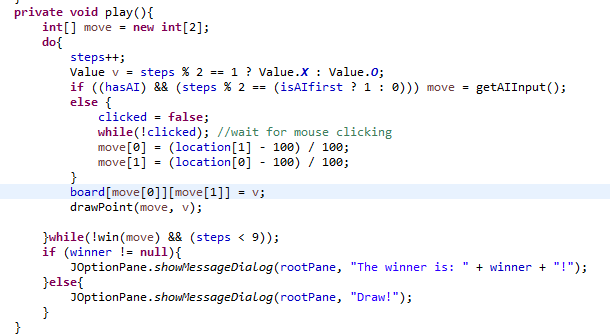 private void play(){
int[] move = new int[2];
do{
steps++;
Value v = steps % 2 == 1 ? Value.X : Value.O;
if ((hasAI) && (steps % 2 == (isAIfirst ? 1 : 0))) move = getAIInput();
else {
clicked = false;
while(!clicked); //wait for mouse clicking
move[0] = (location[1] - 100) / 100;
move[1] = (location[0] - 100) / 100;
}
board[move[0]][move[1]] = v;
drawPoint(move, v);
}while(!win(move) && (steps < 9));
if (winner != null){
JOptionPane.showMessageDialog(rootPane, "The winner is: " + winner + "!");
}else{
JOptionPane.showMessageDialog(rootPane, "Draw!");
}
}